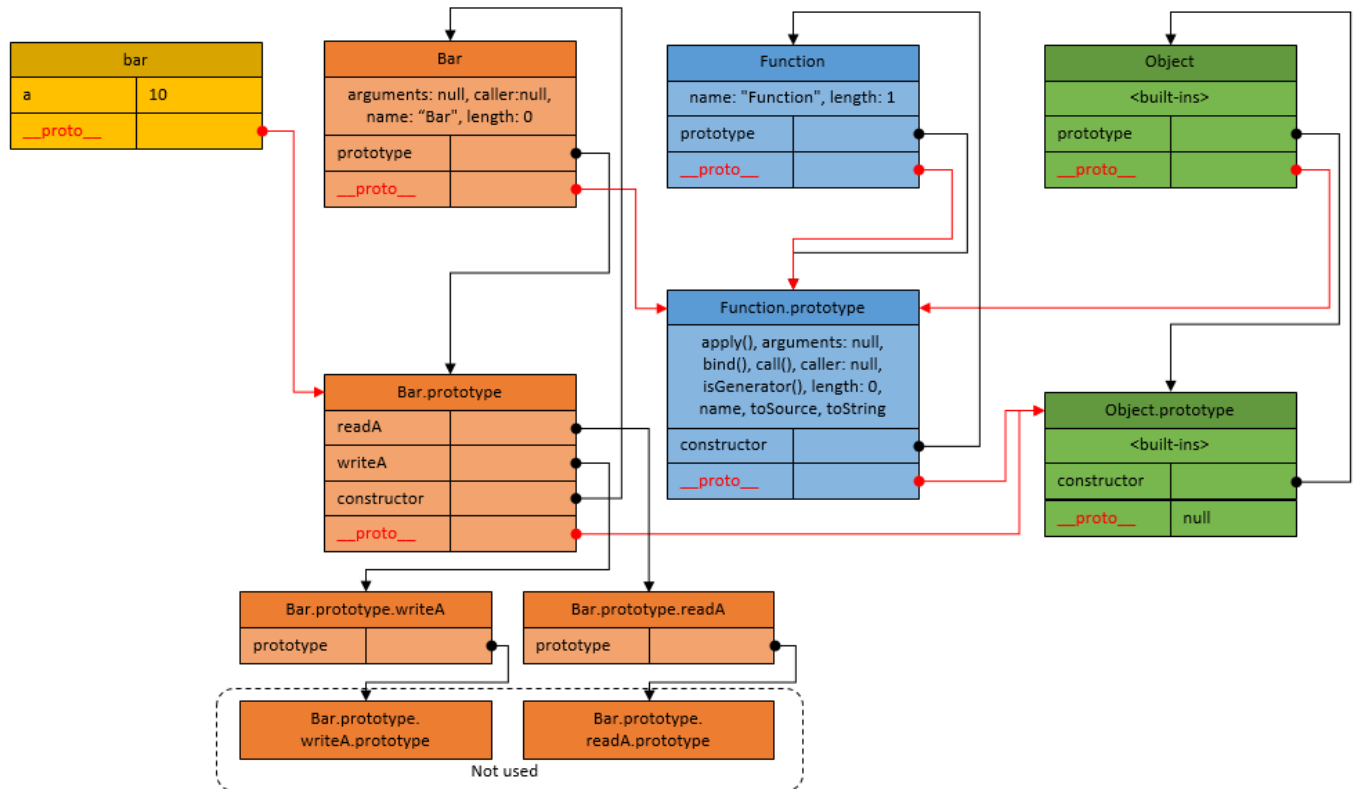 bar
a 10
__proto__
Bar
arguments: null, caller:null,
name: “Bar”, length: 0
prototype
__proto__
Function
name: "Function", length: 1
prototype
__proto__
Object
<built-ins>
prototype
__proto__
Function.prototype
apply(), arguments: null,
bind(), call(), caller: null,
isGenerator(), length: 0,
name, toSource, toString
constructor
__proto__
Bar.prototype
readA
writeA
constructor
__proto__
Object.prototype
<built-ins>
constructor
__proto__ null
Bar.prototype.writeA
prototype
Bar.prototype.readA
prototype
Bar.prototype.
writeA.prototype
Bar.prototype.
readA.prototype
Not used